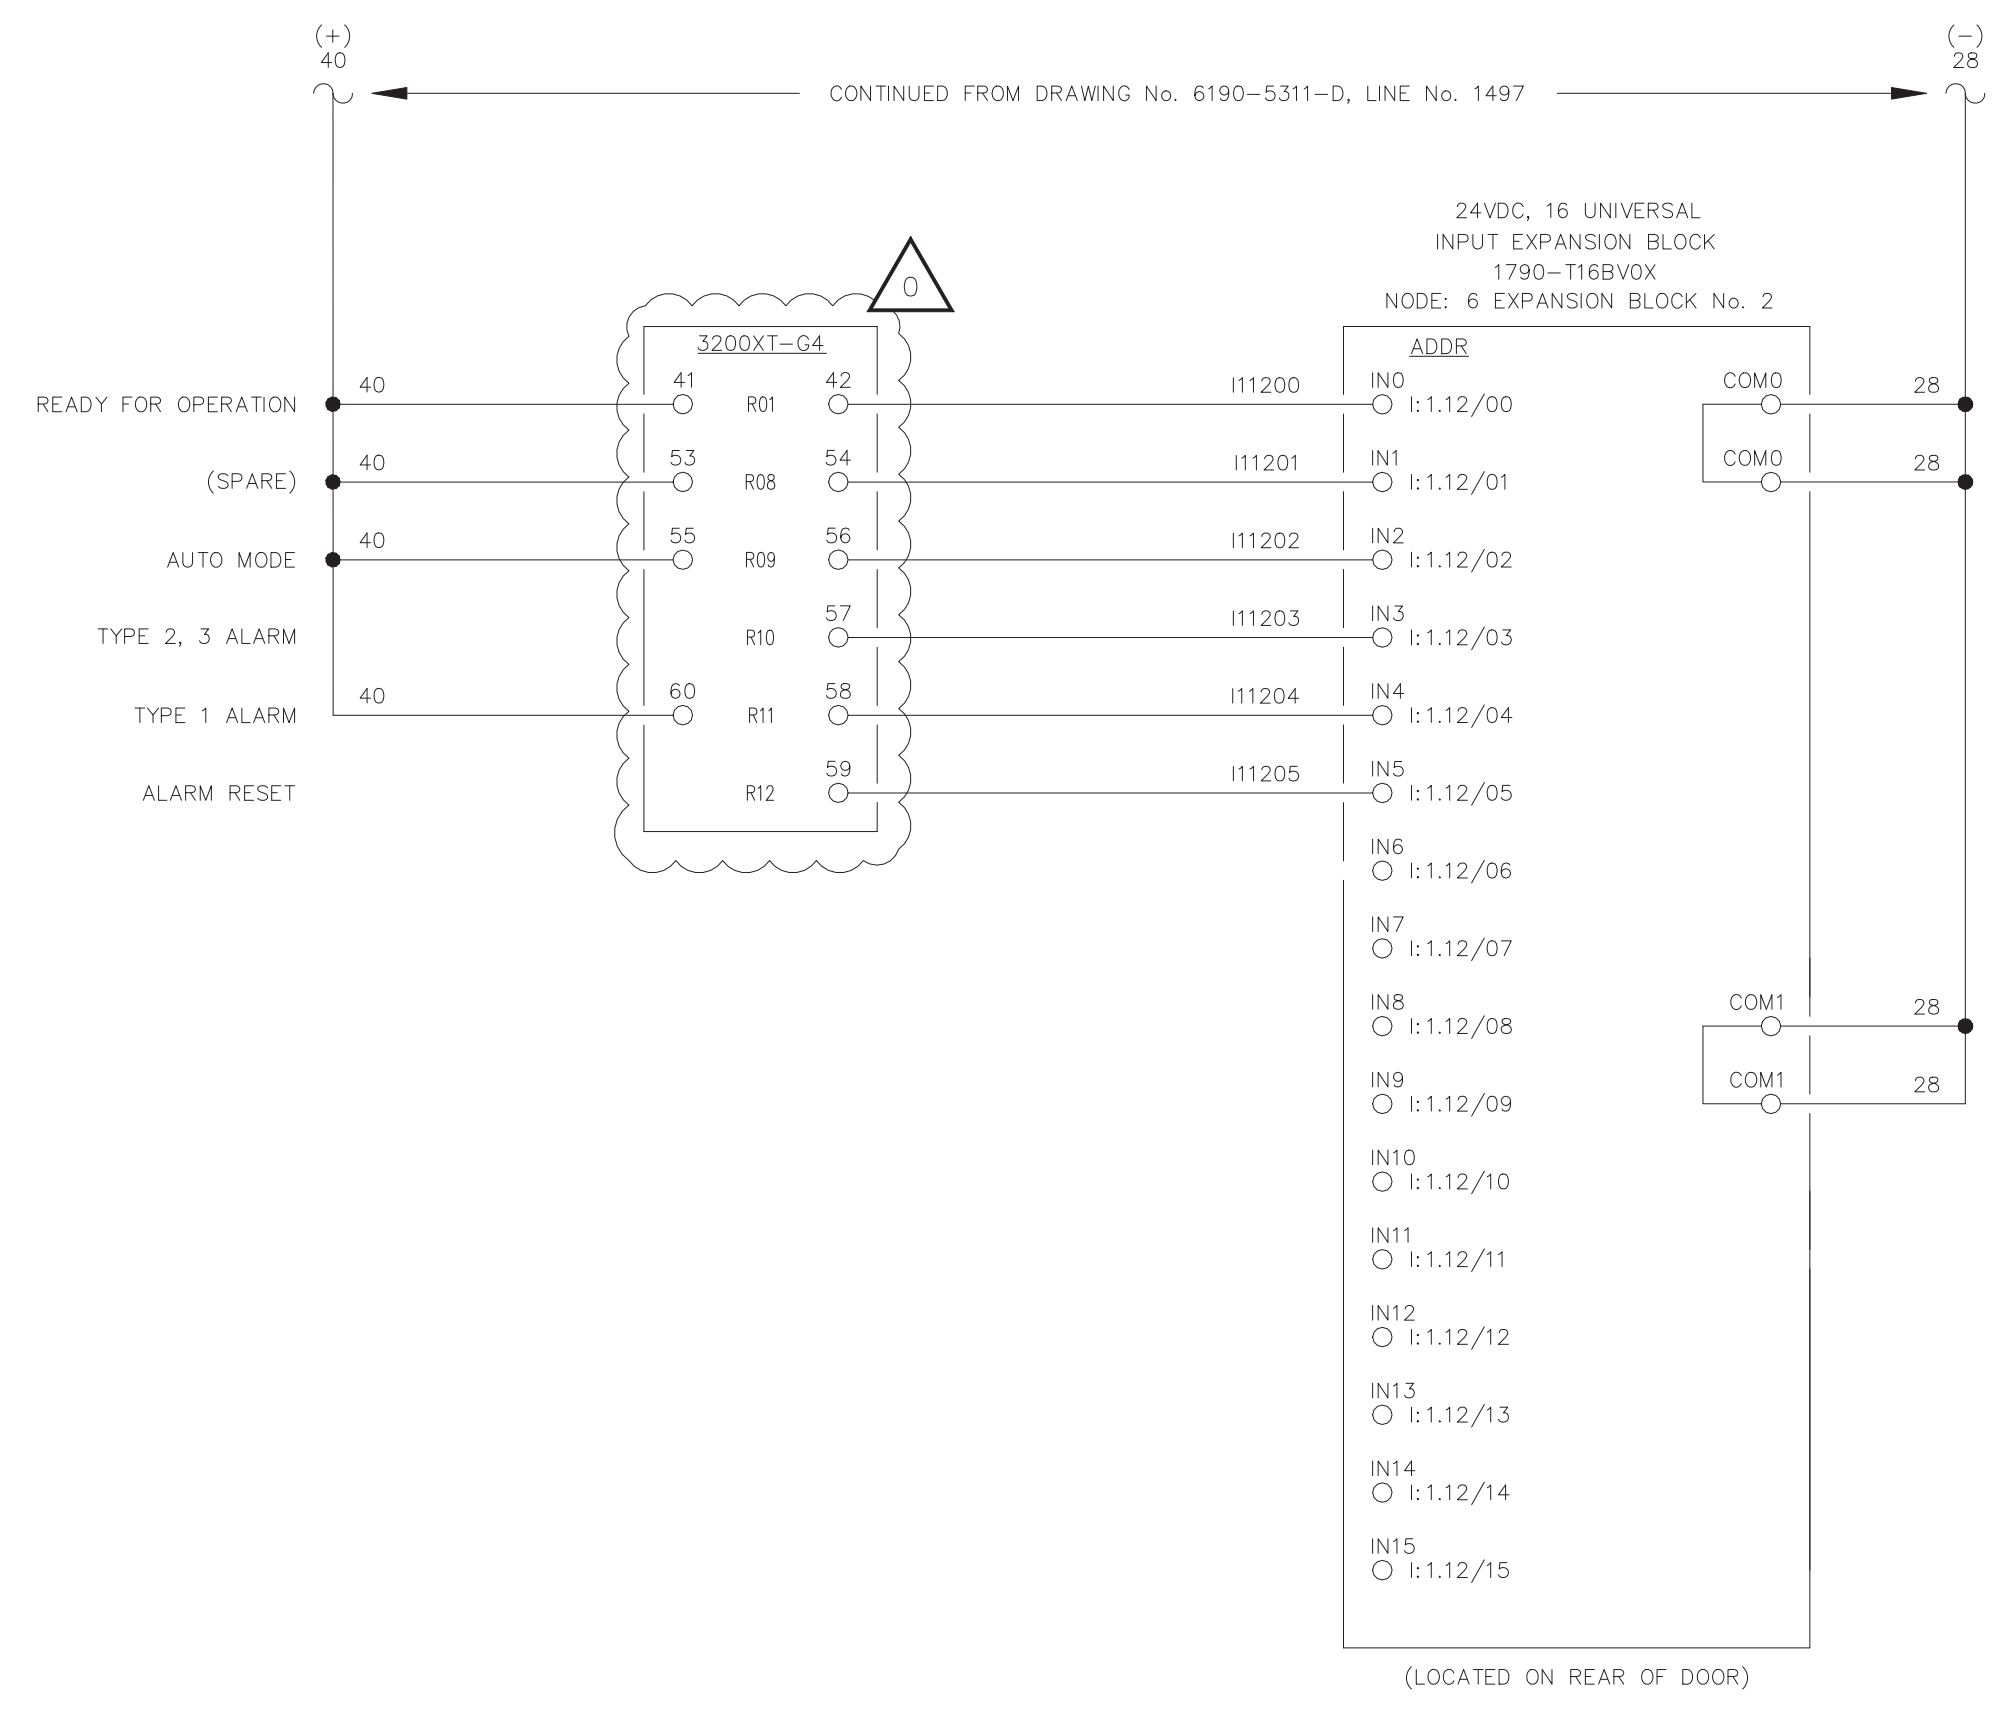 (+)
40
(-)
28
CONTINUED FROM DRAWING No. 6190-5311-D, LINE No. 1497
24VDC, 16 UNIVERSAL
INPUT EXPANSION BLOCK
1790-T16BV0X
NODE: 6 EXPANSION BLOCK No. 2
0
3200XT-G4
ADDR
READY FOR OPERATION
40
41
R01
42
I11200
IN0
I:1.12/00
COM0
28
(SPARE)
40
53
R08
54
I11201
IN1
I:1.12/01
COM0
28
AUTO MODE
40
55
R09
56
I11202
IN2
I:1.12/02
TYPE 2, 3 ALARM
R10
57
I11203
IN3
I:1.12/03
TYPE 1 ALARM
40
60
R11
58
I11204
IN4
I:1.12/04
ALARM RESET
R12
59
I11205
IN5
I:1.12/05
IN6
I:1.12/06
IN7
I:1.12/07
IN8
I:1.12/08
COM1
28
IN9
I:1.12/09
COM1
28
IN10
I:1.12/10
IN11
I:1.12/11
IN12
I:1.12/12
IN13
I:1.12/13
IN14
I:1.12/14
IN15
I:1.12/15
(LOCATED ON REAR OF DOOR)